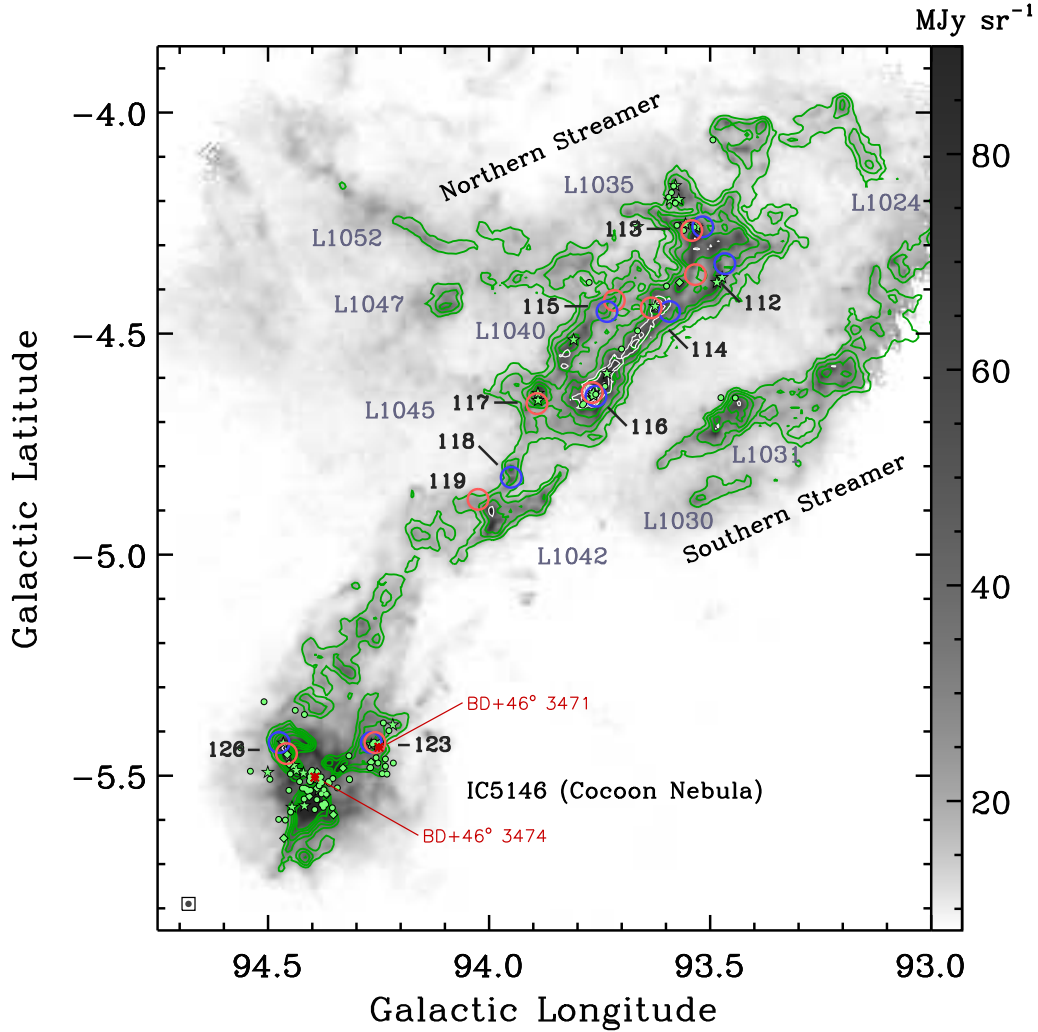 MJy sr⁻¹
−4.0
Northern Streamer
80
L1035
L1024
L1052
113
L1047
115
112
L1040
−4.5
114
60
L1045
117
116
118
L1031
119
Southern Streamer
L1030
L1042
−5.0
40
Galactic Latitude
BD+46° 3471
123
−5.5
IC5146 (Cocoon Nebula)
20
BD+46° 3474
94.5
94.0
93.5
93.0
Galactic Longitude